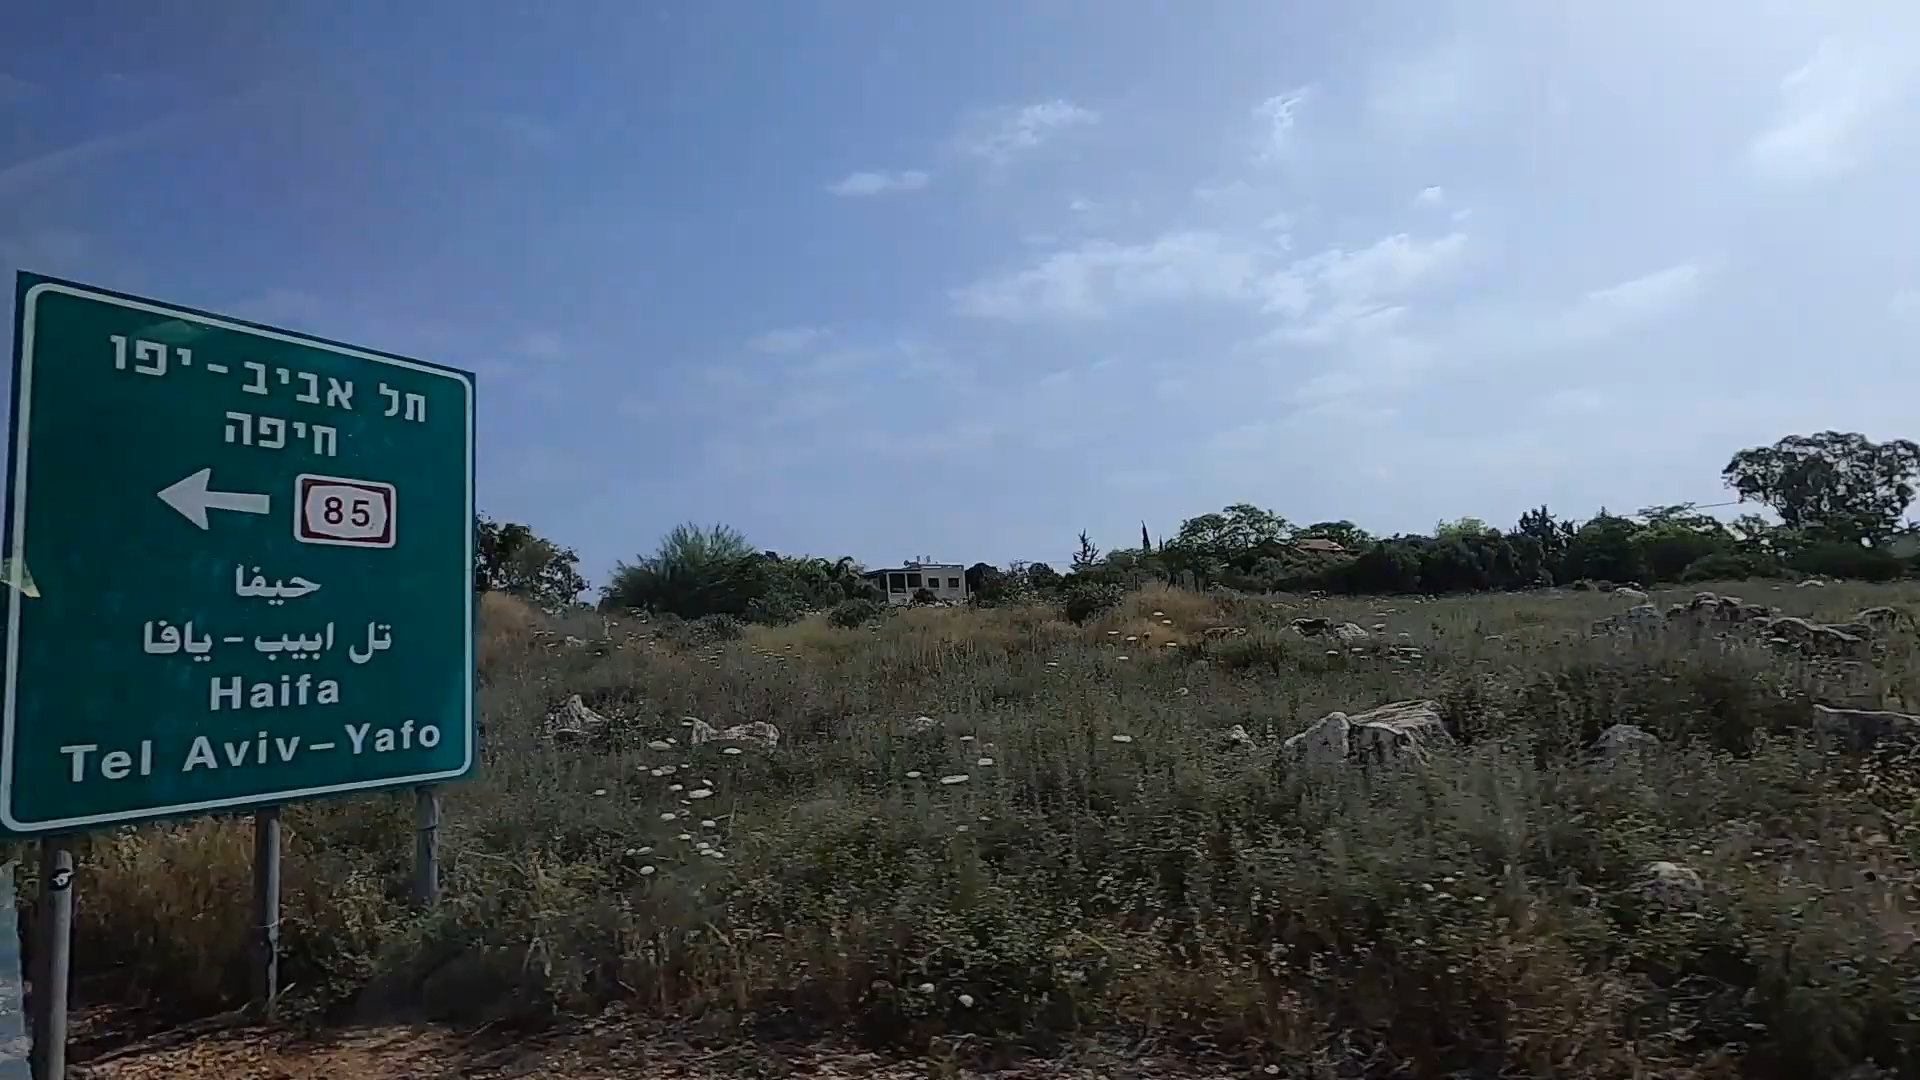 תל אביב - יפו
חיפה
85
حيفا
تل ابيب - يافا
Haifa
Tel Aviv – Yafo